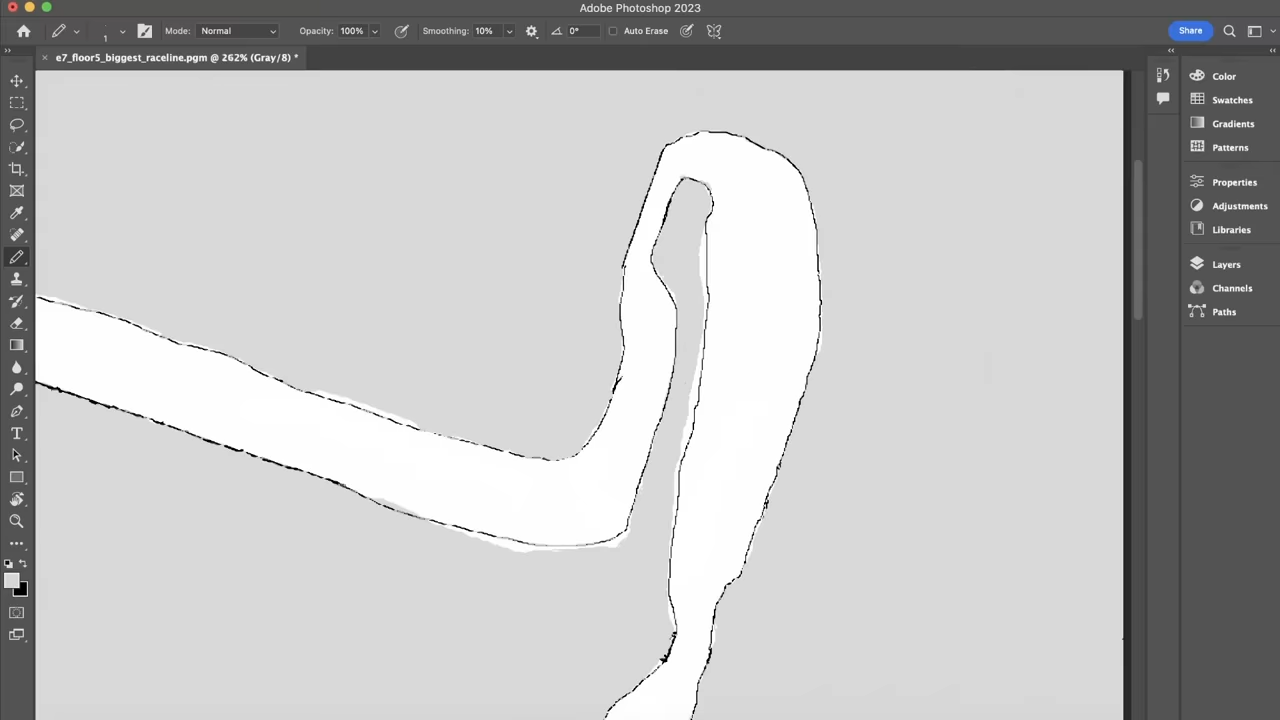 Adobe Photoshop 2023
1
Mode:
Normal
Opacity:
100%
Smoothing:
10%
0°
Auto Erase
Share
e7_floor5_biggest_raceline.pgm @ 262% (Gray/8) *
Color
Swatches
Gradients
Patterns
Properties
Adjustments
Libraries
Layers
Channels
Paths